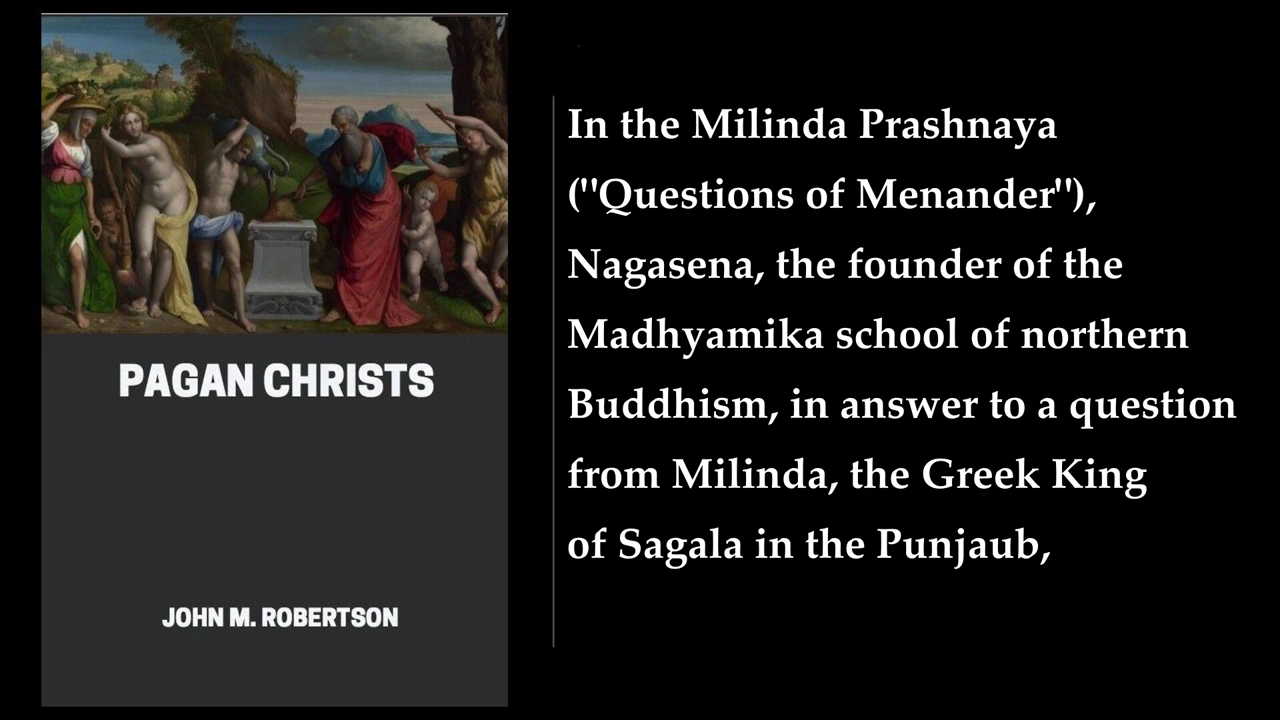 PAGAN CHRISTS
JOHN M. ROBERTSON
In the Milinda Prashnaya
("Questions of Menander"),
Nagasena, the founder of the
Madhyamika school of northern
Buddhism, in answer to a question
from Milinda, the Greek King
of Sagala in the Punjaub,